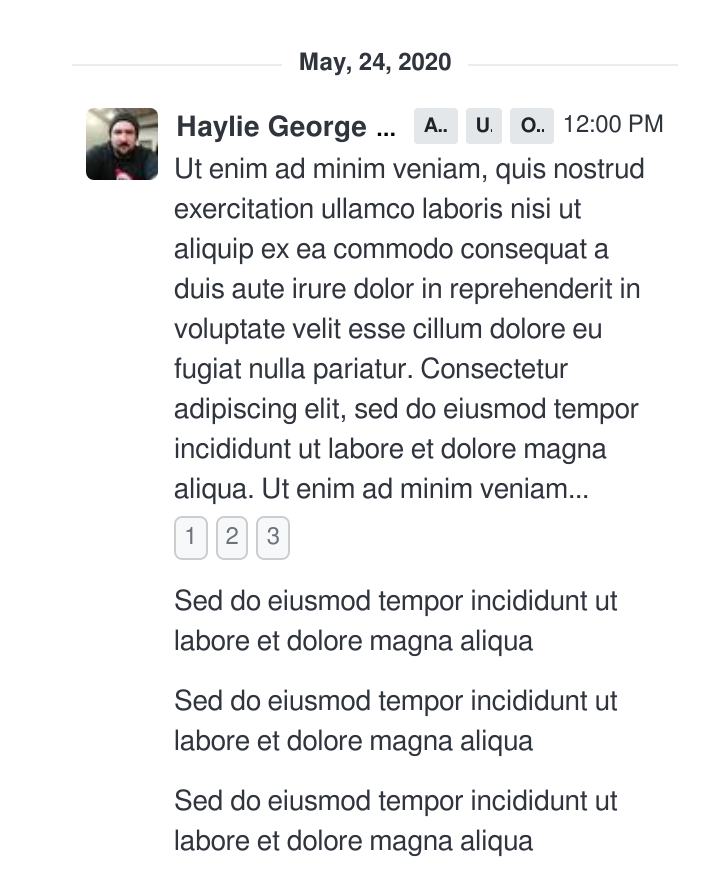 May, 24, 2020
Haylie George ... A.. U. O.. 12:00 PM
Ut enim ad minim veniam, quis nostrud
exercitation ullamco laboris nisi ut
aliquip ex ea commodo consequat a
duis aute irure dolor in reprehenderit in
voluptate velit esse cillum dolore eu
fugiat nulla pariatur. Consectetur
adipiscing elit, sed do eiusmod tempor
incididunt ut labore et dolore magna
aliqua. Ut enim ad minim veniam...
1 2 3
Sed do eiusmod tempor incididunt ut
labore et dolore magna aliqua
Sed do eiusmod tempor incididunt ut
labore et dolore magna aliqua
Sed do eiusmod tempor incididunt ut
labore et dolore magna aliqua